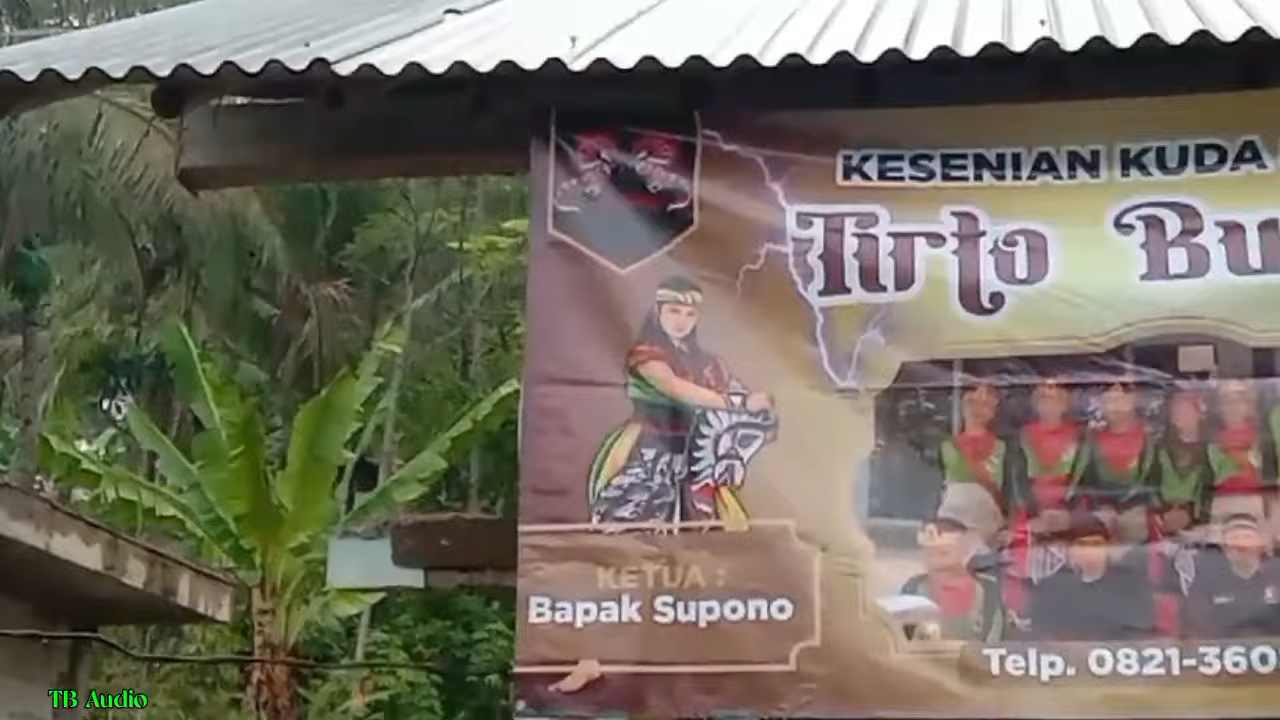 KESENIAN KUDA
Tirto Bu
KETUA :
Bapak Supono
Telp. 0821-360
TB Audio